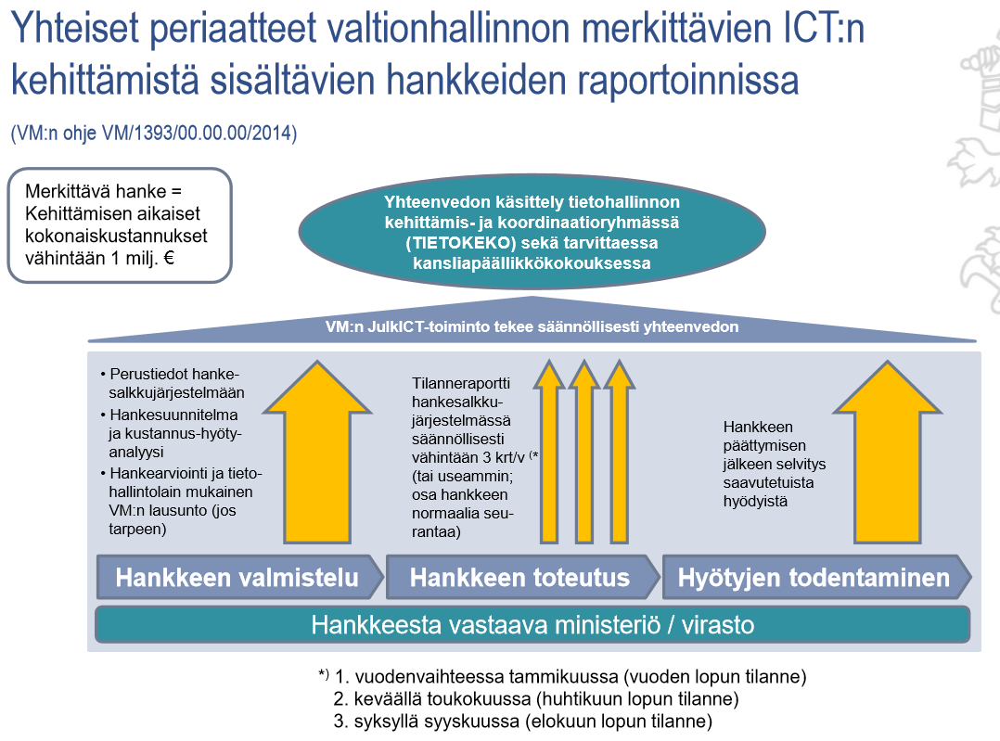 Yhteiset periaatteet valtionhallinnon merkittävien ICT:n
kehittämistä sisältävien hankkeiden raportoinnissa
(VM:n ohje VM/1393/00.00.00/2014)
Merkittävä hanke =
Kehittämisen aikaiset
kokonaiskustannukset
vähintään 1 milj. €
Yhteenvedon käsittely tietohallinnon
kehittämis- ja koordinaatioryhmässä
(TIETOKEKO) sekä tarvittaessa
kansliapäällikkökokouksessa
VM:n JulkICT-toiminto tekee säännöllisesti yhteenvedon
• Perustiedot hanke-
salkkujärjestelmään
• Hankesuunnitelma
ja kustannus-hyöty-
analyysi
• Hankearviointi ja tieto-
hallintolain mukainen
VM:n lausunto (jos
tarpeen)
Tilanneraportti
hankesalkku-
järjestelmässä
säännöllisesti
vähintään 3 krt/v (*
(tai useammin;
osa hankkeen
normaalia seu-
rantaa)
Hankkeen
päättymisen
jälkeen selvitys
saavutetuista
hyödyistä
Hankkeen valmistelu
Hankkeen toteutus
Hyötyjen todentaminen
Hankkeesta vastaava ministeriö / virasto
*) 1. vuodenvaihteessa tammikuussa (vuoden lopun tilanne)
2. keväällä toukokuussa (huhtikuun lopun tilanne)
3. syksyllä syyskuussa (elokuun lopun tilanne)